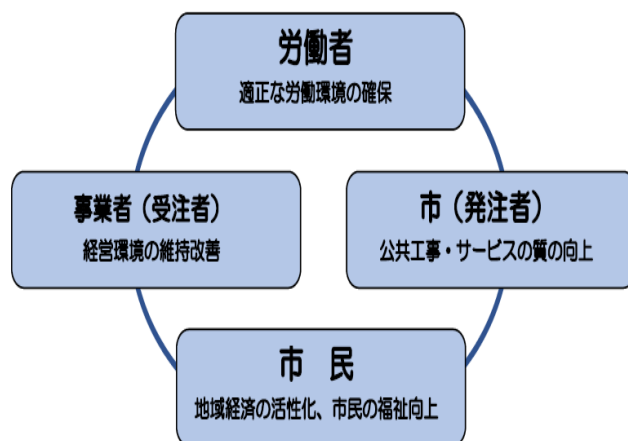 労働者
適正な労働環境の確保
事業者（受注者）
経営環境の維持改善
市（発注者）
公共工事・サービスの質の向上
市　民
地域経済の活性化、市民の福祉向上